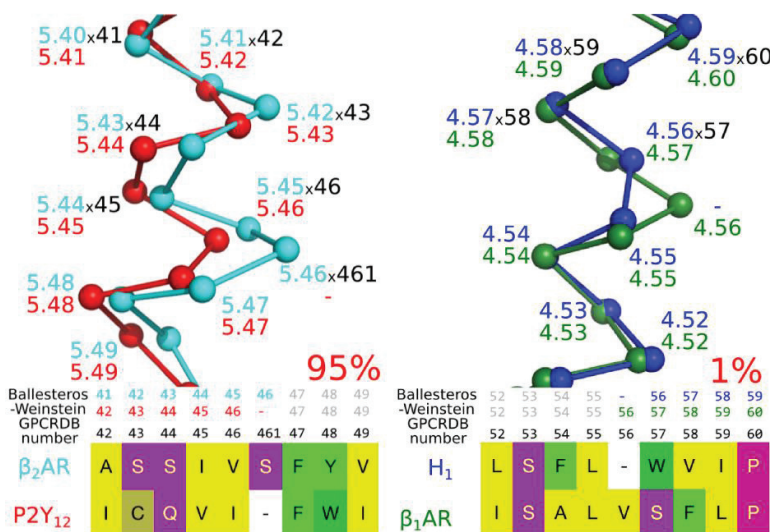 5.40x41
5.41
5.41x42
5.42
5.42x43
5.43
5.43x44
5.44
5.44x45
5.45
5.45x46
5.46
5.46x461
-
5.47
5.47
5.48
5.48
5.49
5.49
95%
Ballesteros 41 42 43 44 45 46 47 48 49
-Weinstein 42 43 44 45 46 - 47 48 49
GPCRDB
number 42 43 44 45 46 461 47 48 49
β₂AR A S S I V S F Y V
P2Y₁₂ I C Q V I - F W I
4.58x59
4.59
4.59x60
4.60
4.57x58
4.58
4.56x57
4.57
-
4.56
4.54
4.54
4.55
4.55
4.53
4.53
4.52
4.52
1%
Ballesteros 52 53 54 55 - 56 57 58 59
-Weinstein 52 53 54 55 56 57 58 59 60
GPCRDB
number 52 53 54 55 56 57 58 59 60
H₁ L S F L - W V I P
β₁AR I S A L V S F L P